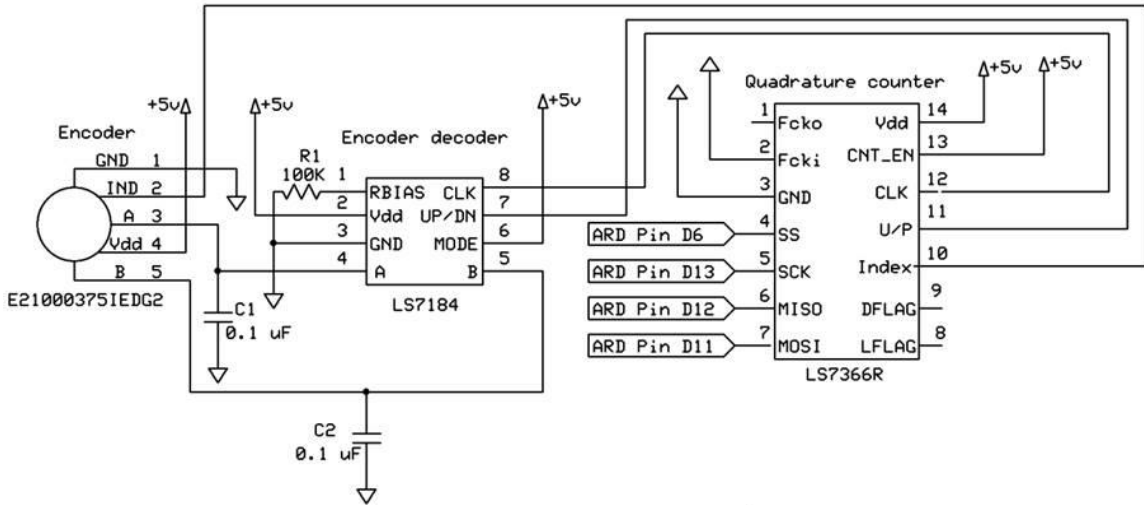 Encoder
GND 1
IND 2
A 3
Vdd 4
B 5
E21000375IEDG2
+5v
+5v
C1
0.1 uF
C2
0.1 uF
Encoder decoder
R1
100K
1 RBIAS CLK 8
2 Vdd UP/DN 7
3 GND MODE 6
4 A B 5
LS7184
+5v
Quadrature counter
+5v
+5v
1 Fcko Vdd 14
2 Fcki CNT_EN 13
3 GND CLK 12
ARD Pin D6 4 SS U/P 11
ARD Pin D13 5 SCK Index 10
ARD Pin D12 6 MISO DFLAG 9
ARD Pin D11 7 MOSI LFLAG 8
LS7366R